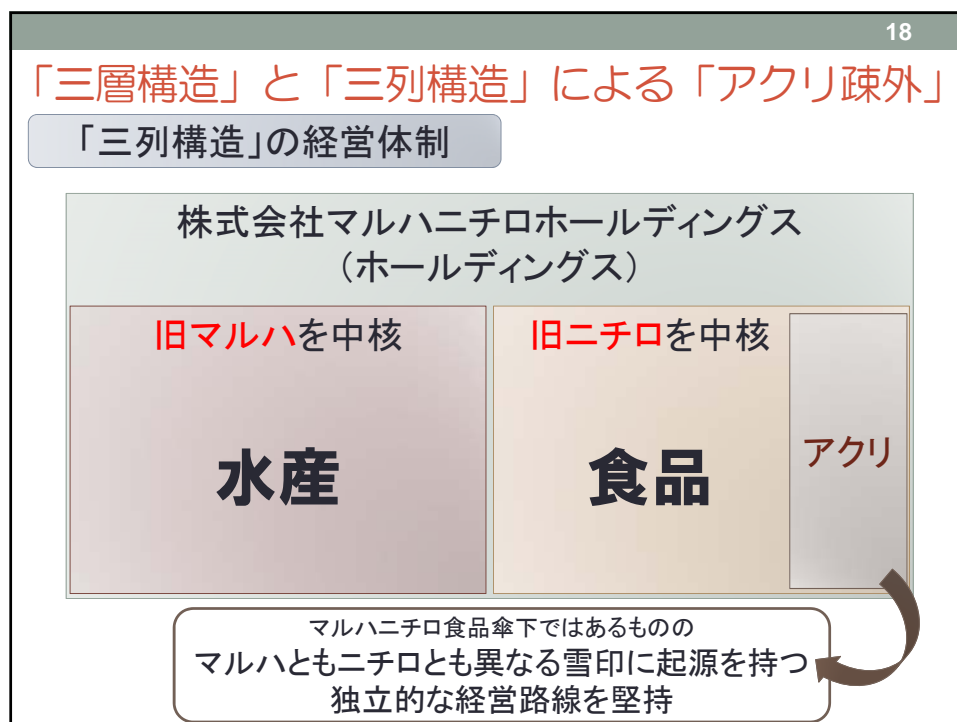 18
「三層構造」と「三列構造」による「アクリ疎外」
「三列構造」の経営体制
株式会社マルハニチロホールディングス
（ホールディングス）
旧マルハを中核
水産
旧ニチロを中核
食品
アクリ
マルハニチロ食品傘下ではあるものの
マルハともニチロとも異なる雪印に起源を持つ
独立的な経営路線を堅持